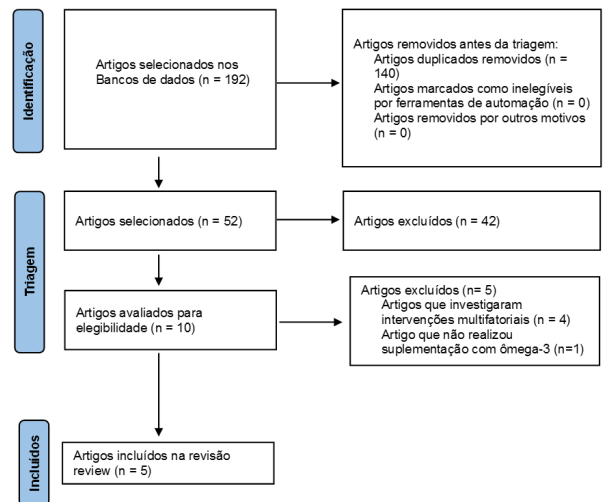 Identificação
Artigos selecionados nos
Bancos de dados (n = 192)
Artigos removidos antes da triagem:
Artigos duplicados removidos (n =
140)
Artigos marcados como inelegíveis
por ferramentas de automação (n = 0)
Artigos removidos por outros motivos
(n = 0)
Triagem
Artigos selecionados (n = 52)
Artigos excluídos (n = 42)
Artigos avaliados para
elegibilidade (n = 10)
Artigos excluídos (n= 5)
Artigos que investigaram
intervenções multifatoriais (n = 4)
Artigo que não realizou
suplementação com ômega-3 (n=1)
Incluídos
Artigos incluídos na revisão
review (n = 5)